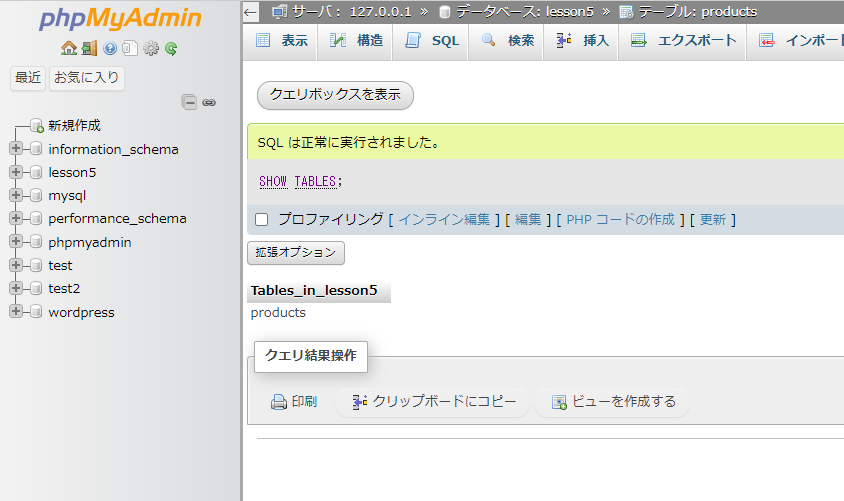 phpMyAdmin
最近 お気に入り
新規作成
information_schema
lesson5
mysql
performance_schema
phpmyadmin
test
test2
wordpress
サーバ: 127.0.0.1 » データベース: lesson5 » テーブル: products
表示 構造 SQL 検索 挿入 エクスポート インポー
クエリボックスを表示
SQL は正常に実行されました。
SHOW TABLES;
プロファイリング [ インライン編集 ] [ 編集 ] [ PHP コードの作成 ] [ 更新 ]
拡張オプション
Tables_in_lesson5
products
クエリ結果操作
印刷 クリップボードにコピー ビューを作成する